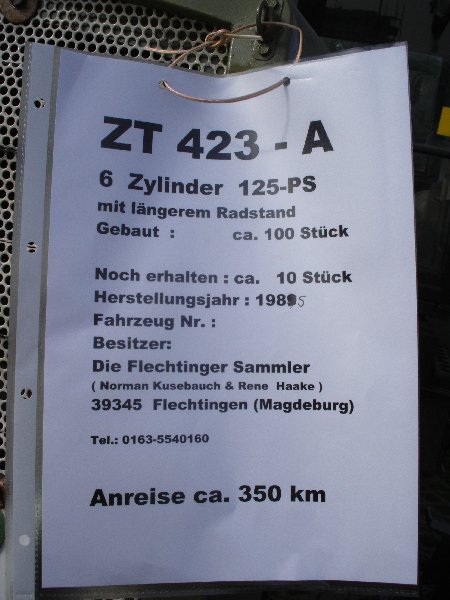 ZT 423 - A
6 Zylinder 125-PS
mit längerem Radstand
Gebaut : ca. 100 Stück
Noch erhalten : ca. 10 Stück
Herstellungsjahr : 1985
Fahrzeug Nr. :
Besitzer:
Die Flechtinger Sammler
( Norman Kusebauch & Rene Haake )
39345 Flechtingen (Magdeburg)
Tel.: 0163-5540160
Anreise ca. 350 km